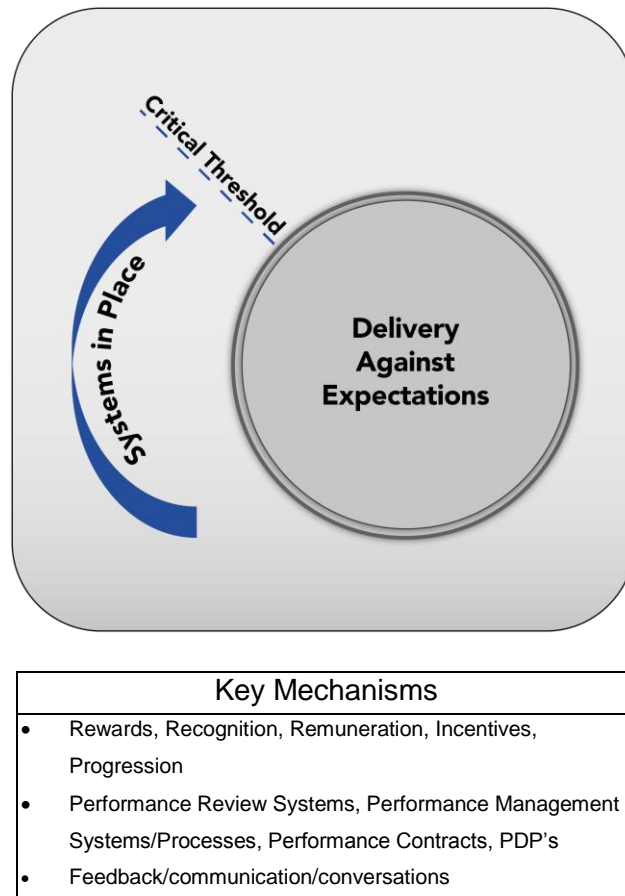 Critical Threshold
Systems in Place
Delivery
Against
Expectations
Key Mechanisms
• Rewards, Recognition, Remuneration, Incentives,
Progression
• Performance Review Systems, Performance Management
Systems/Processes, Performance Contracts, PDP's
• Feedback/communication/conversations